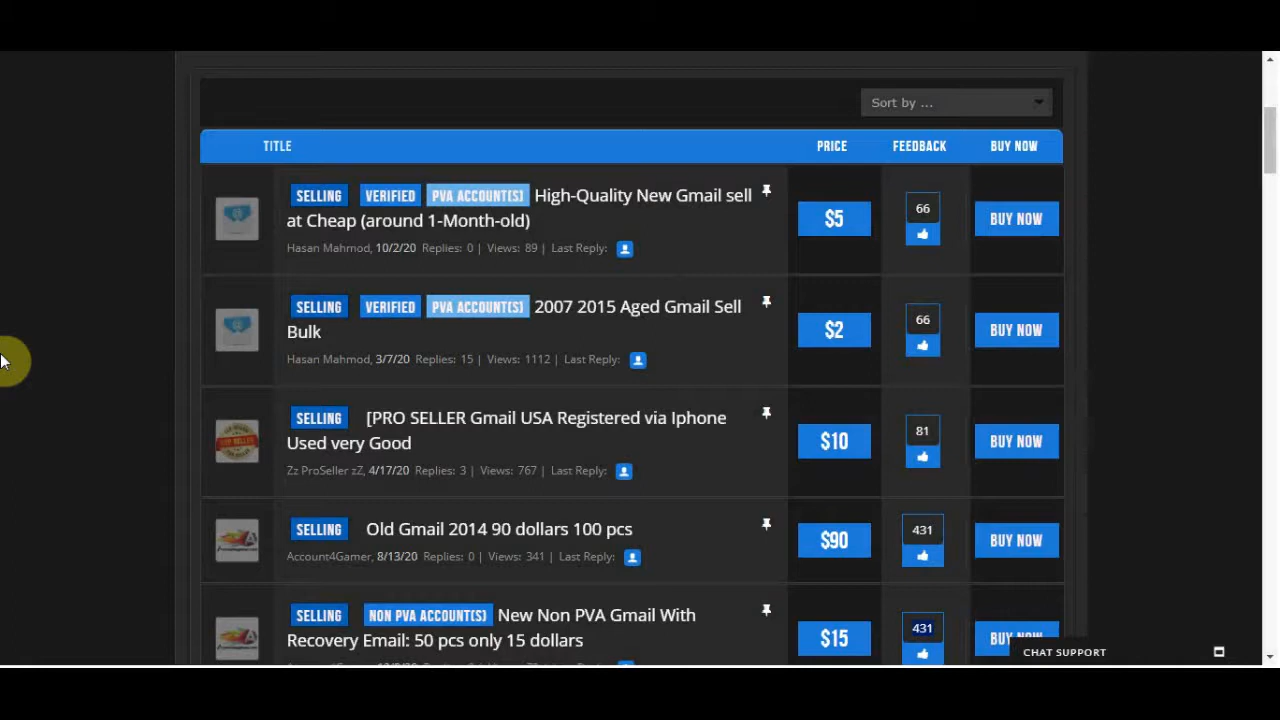 Sort by ...
TITLE PRICE FEEDBACK BUY NOW
SELLING VERIFIED PVA ACCOUNT(S) High-Quality New Gmail sell
at Cheap (around 1-Month-old)
Hasan Mahmod, 10/2/20 Replies: 0 | Views: 89 | Last Reply:
$5
66
BUY NOW
SELLING VERIFIED PVA ACCOUNT(S) 2007 2015 Aged Gmail Sell
Bulk
Hasan Mahmod, 3/7/20 Replies: 15 | Views: 1112 | Last Reply:
$2
66
BUY NOW
SELLING [PRO SELLER Gmail USA Registered via Iphone
Used very Good
Zz ProSeller zZ, 4/17/20 Replies: 3 | Views: 767 | Last Reply:
$10
81
BUY NOW
SELLING Old Gmail 2014 90 dollars 100 pcs
Account4Gamer, 8/13/20 Replies: 0 | Views: 341 | Last Reply:
$90
431
BUY NOW
SELLING NON PVA ACCOUNT(S) New Non PVA Gmail With
Recovery Email: 50 pcs only 15 dollars
$15
431
CHAT SUPPORT